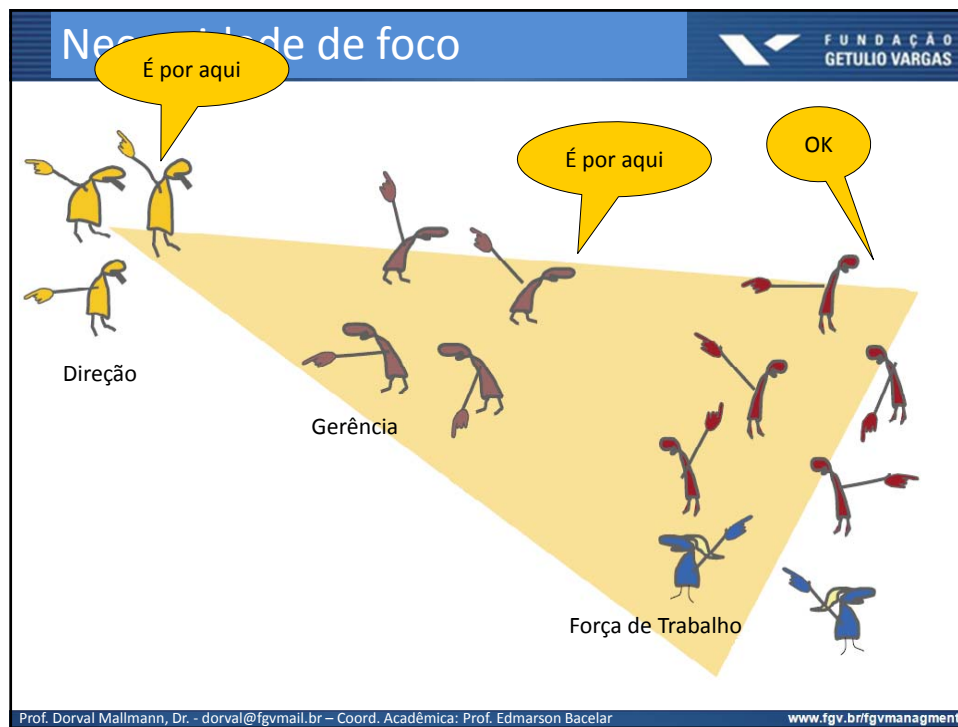 de foco
FUNDAÇÃO
GETULIO VARGAS
É por aqui
É por aqui
OK
Direção
Gerência
Força de Trabalho
Prof. Dorval Mallmann, Dr. - dorval@fgvmail.br – Coord. Acadêmica: Prof. Edmarson Bacelar
www.fgv.br/fgvmanagment